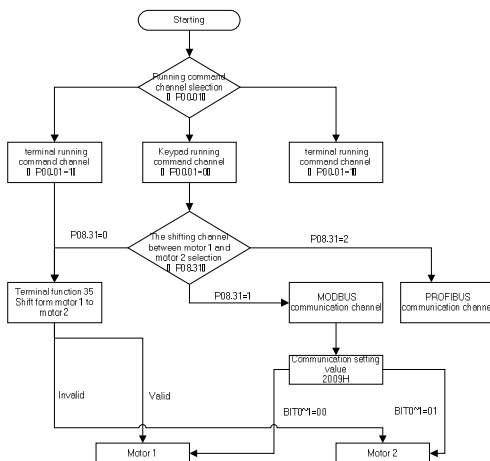 Starting
Running command
channel slection
【P00.01】
terminal running
command channel
【P00.01=1】
Keypad running
command channel
【P00.01=0】
terminal running
command channel
【P00.01=1】
P08.31=0
The shifting channel
between motor 1 and
motor 2 selection
【P08.31】
P08.31=2
Terminal function 35
Shift form motor 1 to
motor 2
P08.31=1
MODBUS
communication channel
PROFIBUS
communication channel
Communication setting
value
2009H
Invalid
Valid
BIT0~1=00
BIT0~1=01
Motor 1
Motor 2